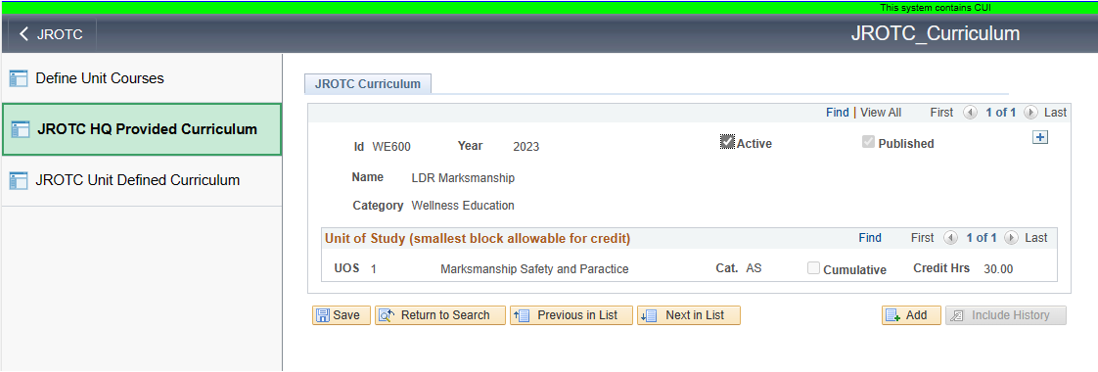 This system contains CUI
JROTC
JROTC_Curriculum
Define Unit Courses
JROTC HQ Provided Curriculum
JROTC Unit Defined Curriculum
JROTC Curriculum
Find | View All First 1 of 1 Last
Id WE600 Year 2023 Active Published
Name LDR Marksmanship
Category Wellness Education
Unit of Study (smallest block allowable for credit) Find First 1 of 1 Last
UOS 1 Marksmanship Safety and Paractice Cat. AS Cumulative Credit Hrs 30.00
Save Return to Search Previous in List Next in List Add Include History